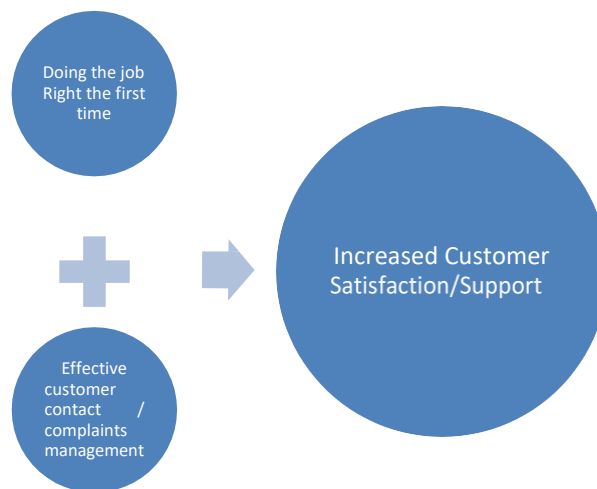 Doing the job
Right the first
time
Increased Customer
Satisfaction/Support
Effective
customer
contact /
complaints
management